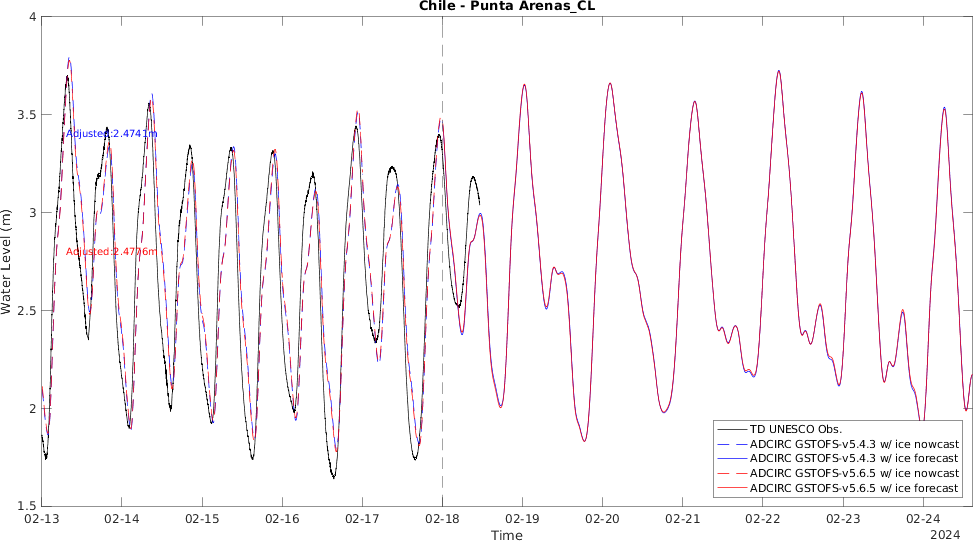 Chile - Punta Arenas_CL
4
3.5
3
2.5
2
1.5
Water Level (m)
Adjusted:2.4741m
Adjusted:2.4776m
TD UNESCO Obs.
ADCIRC GSTOFS-v5.4.3 w/ ice nowcast
ADCIRC GSTOFS-v5.4.3 w/ ice forecast
ADCIRC GSTOFS-v5.6.5 w/ ice nowcast
ADCIRC GSTOFS-v5.6.5 w/ ice forecast
02-13 02-14 02-15 02-16 02-17 02-18 02-19 02-20 02-21 02-22 02-23 02-24
Time
2024